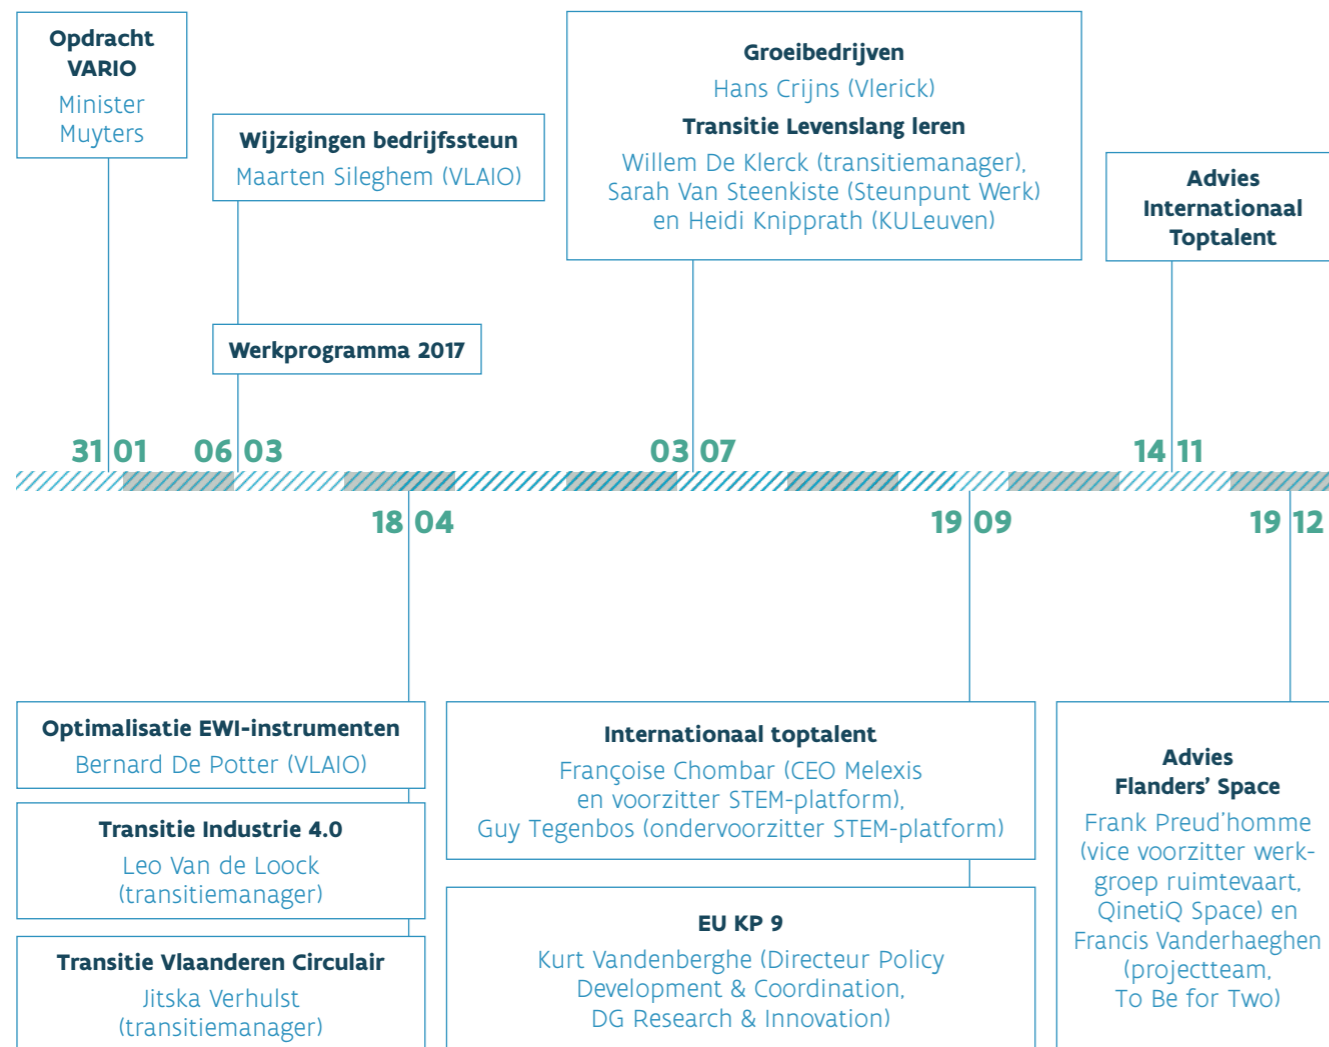 Opdracht
VARIO
Minister
Muyters
Wijzigingen bedrijfssteun
Maarten Sileghem (VLAIO)
Werkprogramma 2017
Groeibedrijven
Hans Crijns (Vlerick)
Transitie Levenslang leren
Willem De Klerck (transitiemanager),
Sarah Van Steenkiste (Steunpunt Werk)
en Heidi Knipprath (KULeuven)
Advies
Internationaal
Toptalent
31 01
06 03
03 07
14 11
18 04
19 09
19 12
Optimalisatie EWI-instrumenten
Bernard De Potter (VLAIO)
Transitie Industrie 4.0
Leo Van de Loock
(transitiemanager)
Transitie Vlaanderen Circulair
Jitska Verhulst
(transitiemanager)
Internationaal toptalent
Françoise Chombar (CEO Melexis
en voorzitter STEM-platform),
Guy Tegenbos (ondervoorzitter STEM-platform)
EU KP 9
Kurt Vandenberghe (Directeur Policy
Development & Coordination,
DG Research & Innovation)
Advies
Flanders’ Space
Frank Preud’homme
(vice voorzitter werk-
groep ruimtevaart,
QinetiQ Space) en
Francis Vanderhaeghen
(projectteam,
To Be for Two)